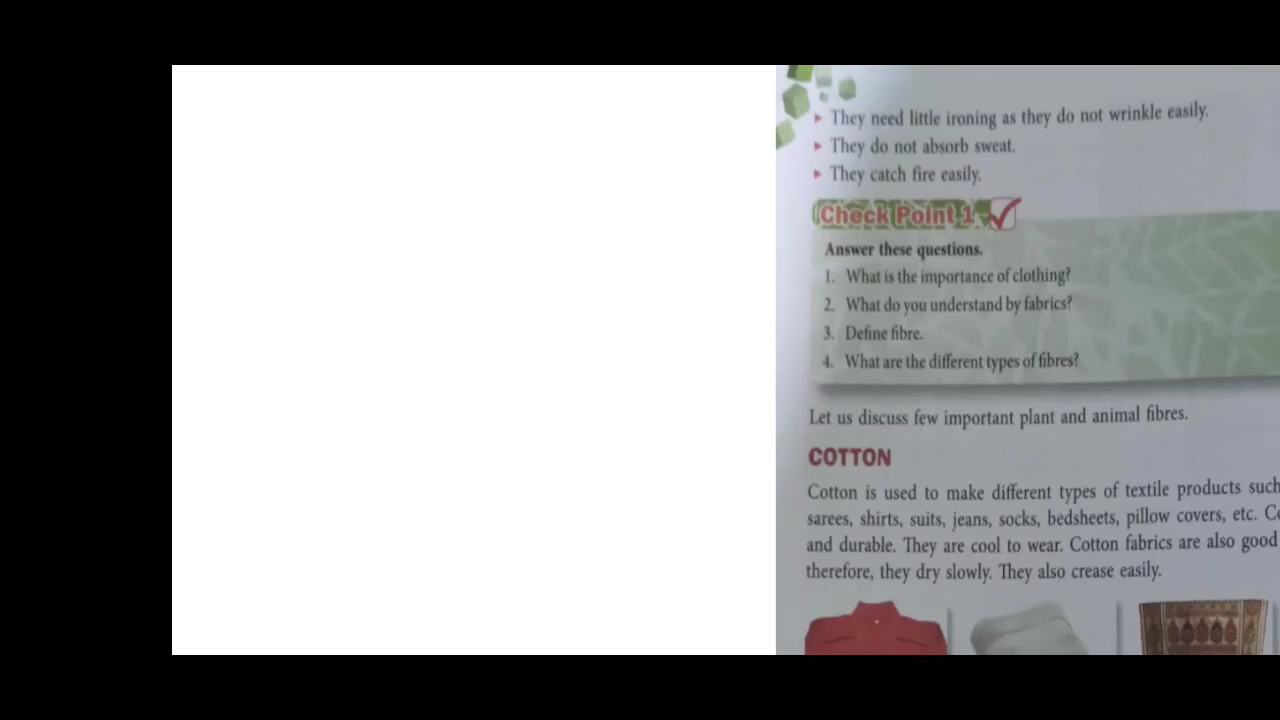 ▸ They need little ironing as they do not wrinkle easily.
▸ They do not absorb sweat.
▸ They catch fire easily.
Check Point 1
Answer these questions.
1. What is the importance of clothing?
2. What do you understand by fabrics?
3. Define fibre.
4. What are the different types of fibres?
Let us discuss few important plant and animal fibres.
COTTON
Cotton is used to make different types of textile products such
sarees, shirts, suits, jeans, socks, bedsheets, pillow covers, etc.
and durable. They are cool to wear. Cotton fabrics are also good
therefore, they dry slowly. They also crease easily.